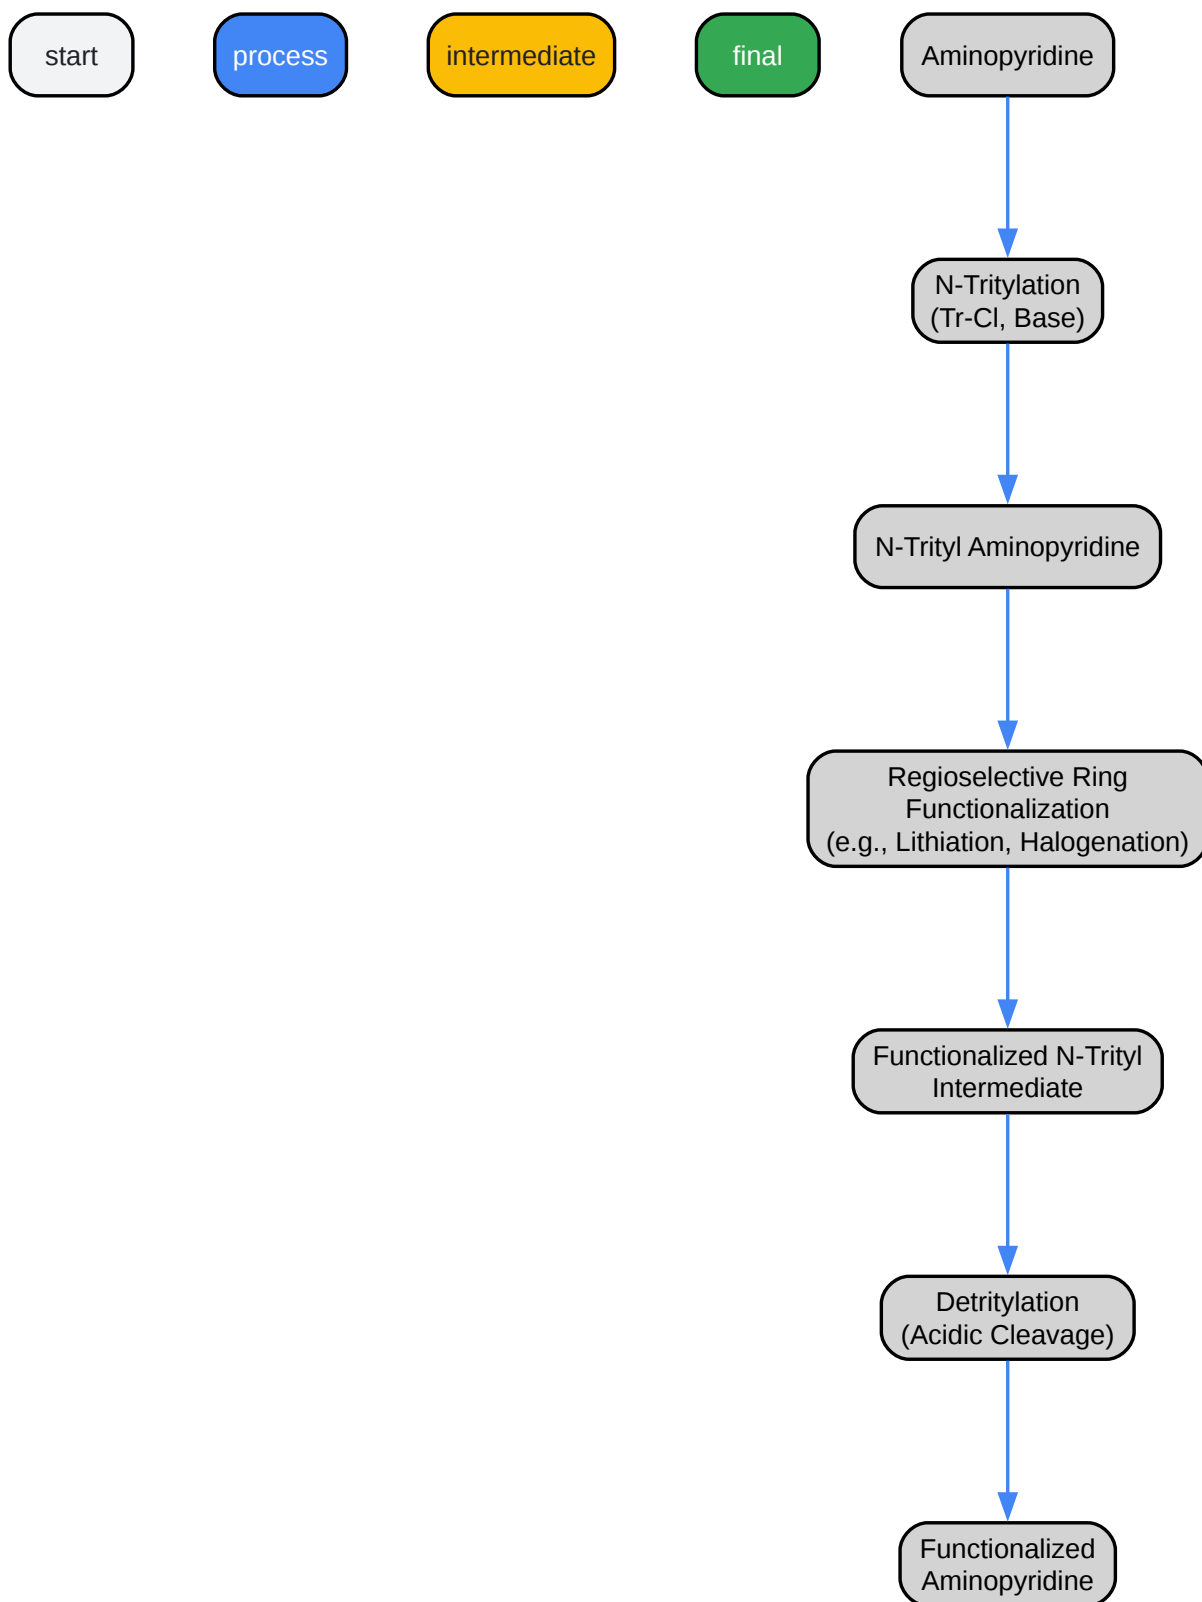 start
process
intermediate
final
Aminopyridine
N-Tritylation
(Tr-Cl, Base)
N-Trityl Aminopyridine
Regioselective Ring
Functionalization
(e.g., Lithiation, Halogenation)
Functionalized N-Trityl
Intermediate
Detritylation
(Acidic Cleavage)
Functionalized
Aminopyridine